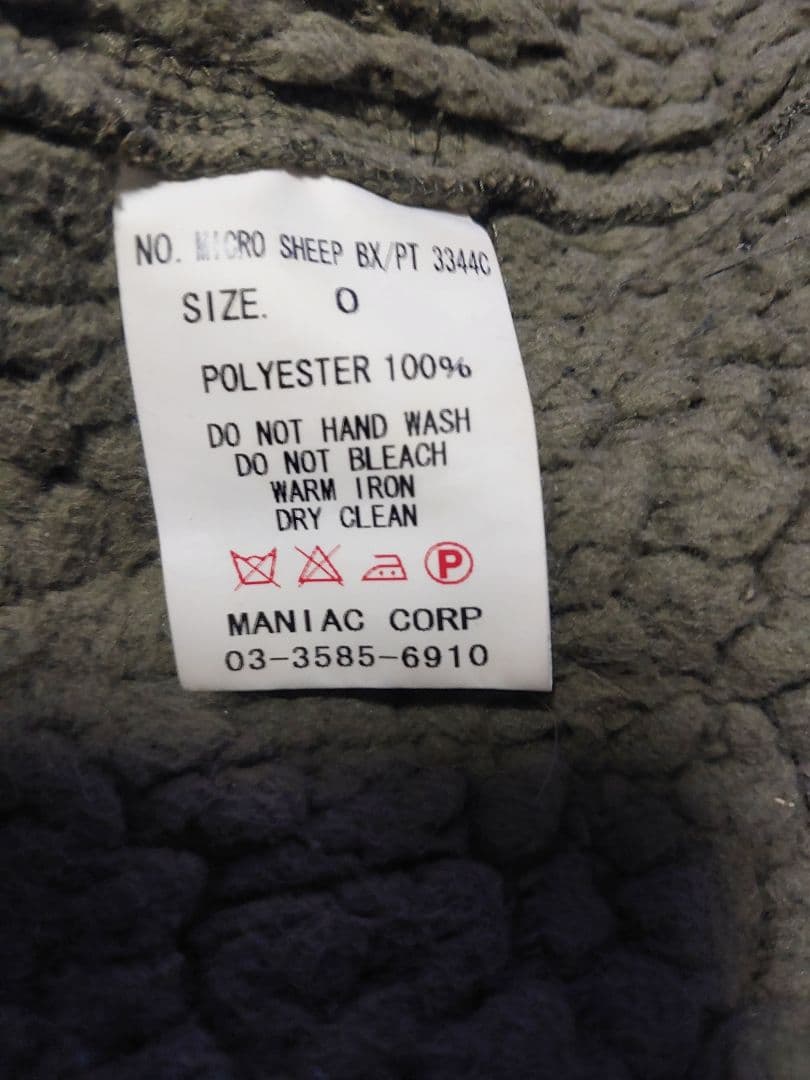 NO. MICRO SHEEP BX/PT 3344C
SIZE. 0
POLYESTER 100%
DO NOT HAND WASH
DO NOT BLEACH
WARM IRON
DRY CLEAN
P
MANIAC CORP
03-3585-6910